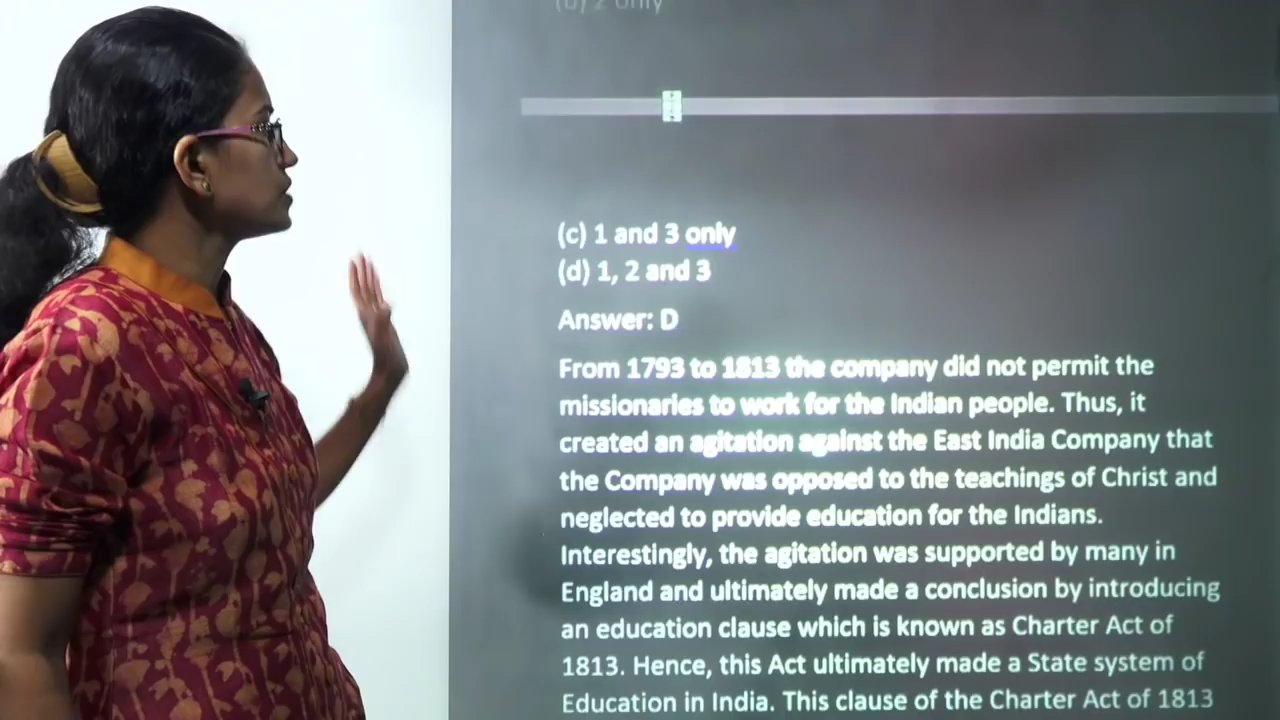 (b) 2 only
(c) 1 and 3 only
(d) 1, 2 and 3
Answer: D
From 1793 to 1813 the company did not permit the
missionaries to work for the Indian people. Thus, it
created an agitation against the East India Company that
the Company was opposed to the teachings of Christ and
neglected to provide education for the Indians.
Interestingly, the agitation was supported by many in
England and ultimately made a conclusion by introducing
an education clause which is known as Charter Act of
1813. Hence, this Act ultimately made a State system of
Education in India. This clause of the Charter Act of 1813